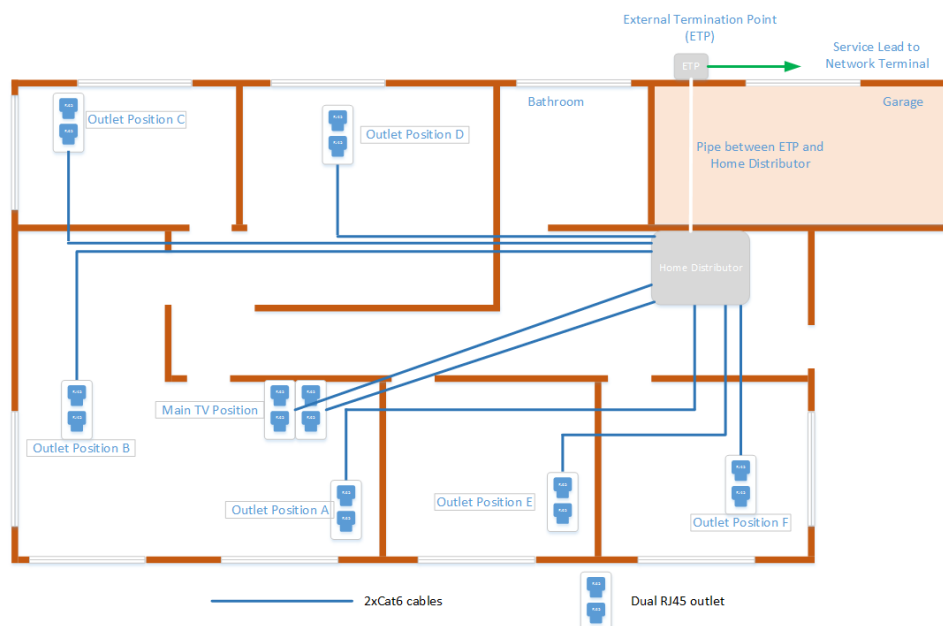 External Termination Point
(ETP)
ETP
Service Lead to
Network Terminal
Bathroom
Garage
Outlet Position C
Outlet Position D
Pipe between ETP and
Home Distributor
Home Distributor
Main TV Position
Outlet Position B
Outlet Position A
Outlet Position E
Outlet Position F
2xCat6 cables
Dual RJ45 outlet